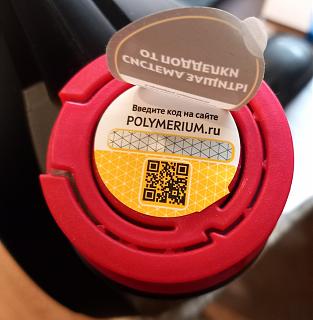 СИСТЕМА ЗАЩИТЫ
ОТ ПОДДЕЛКИ
Введите код на сайте
POLYMERIUM.ru